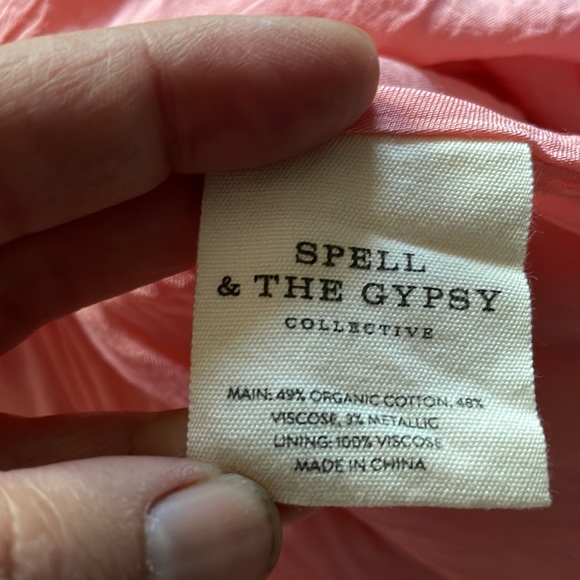 SPELL
& THE GYPSY
COLLECTIVE
MAIN: 49% ORGANIC COTTON, 48%
VISCOSE, 3% METALLIC
LINING: 100% VISCOSE
MADE IN CHINA